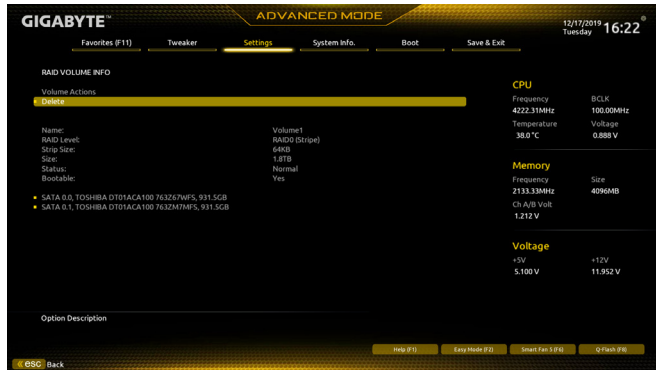 GIGABYTE™
ADVANCED MODE
12/17/2019
Tuesday
16:22
Favorites (F11) Tweaker Settings System Info. Boot Save & Exit
RAID VOLUME INFO
Volume Actions
Delete
Name: Volume1
RAID Level: RAID0 (Stripe)
Strip Size: 64KB
Size: 1.8TB
Status: Normal
Bootable: Yes
SATA 0.0, TOSHIBA DT01ACA100 763Z67WFS, 931.5GB
SATA 0.1, TOSHIBA DT01ACA100 763ZM7MFS, 931.5GB
CPU
Frequency BCLK
4222.31MHz 100.00MHz
Temperature Voltage
38.0 °C 0.888 V
Memory
Frequency Size
2133.33MHz 4096MB
Ch A/B Volt
1.212 V
Voltage
+5V +12V
5.100 V 11.952 V
Option Description
Help (F1) Easy Mode (F2) Smart Fan 5 (F6) Q-Flash (F8)
esc Back